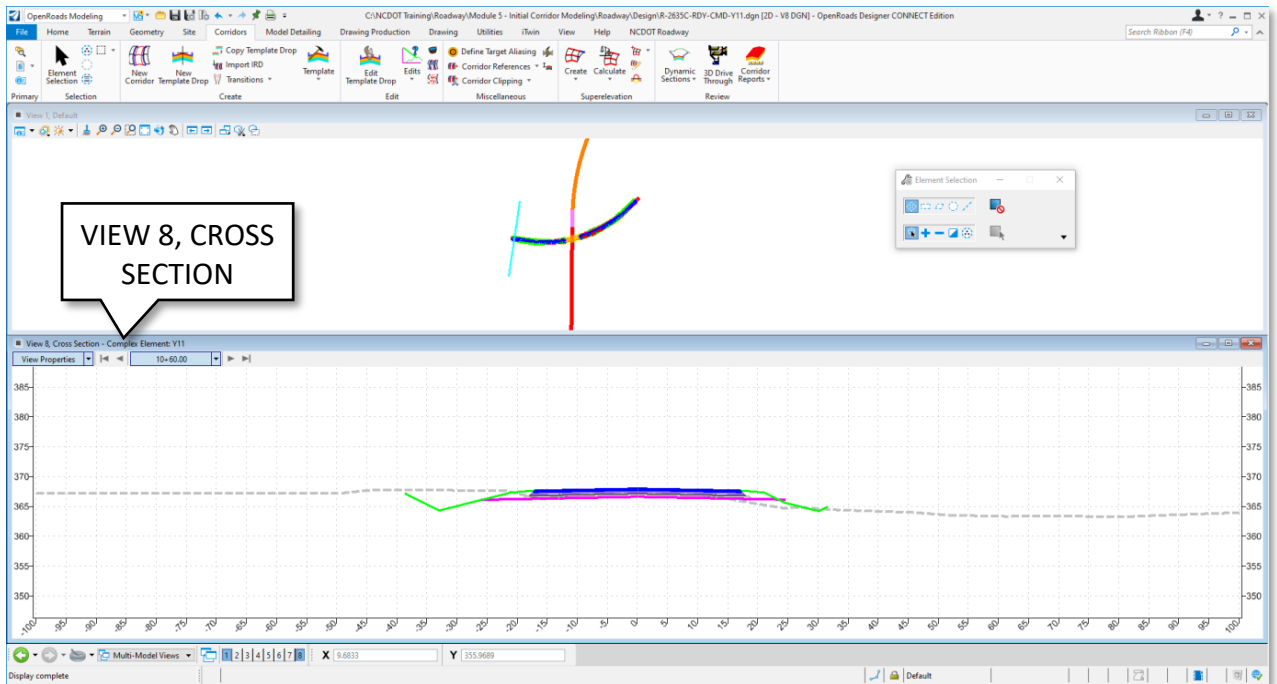 OpenRoads Modeling
C:\NCDOT Training\Roadway\Module 5 - Initial Corridor Modeling\Roadway\Design\R-2635C-RDY-CMD-Y11.dgn [2D - V8 DGN] - OpenRoads Designer CONNECT Edition
File Home Terrain Geometry Site Corridors Model Detailing Drawing Production Drawing Utilities iTwin View Help NCDOT Roadway
Search Ribbon (F4)
Element Selection
New Corridor
New Template Drop
Copy Template Drop
Import IRD
Transitions
Template
Edit Template Drop
Edits
Define Target Aliasing
Corridor References
Corridor Clipping
Create
Calculate
Dynamic Sections
3D Drive Through
Corridor Reports
Primary Selection Create Edit Miscellaneous Superelevation Review
View 1, Default
Element Selection
VIEW 8, CROSS
SECTION
View 8, Cross Section - Complex Element: Y11
View Properties 10+60.00
385 385
380 380
375 375
370 370
365 365
360 360
355 355
350 350
-100 -95 -90 -85 -80 -75 -70 -65 -60 -55 -50 -45 -40 -35 -30 -25 -20 -15 -10 -5 0 5 10 15 20 25 30 35 40 45 50 55 60 65 70 75 80 85 90 95 100
Multi-Model Views 1 2 3 4 5 6 7 8 X 9.6833 Y 355.9689
Display complete Default